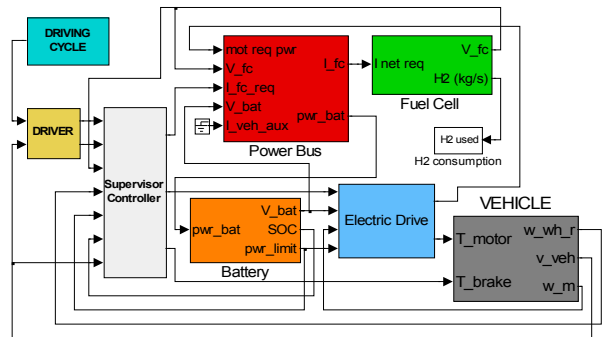 DRIVING
CYCLE
DRIVER
Supervisor
Controller
mot req pwr
V_fc
I_fc_req
V_bat
I_veh_aux
I_fc
pwr_bat
Power Bus
I net req
V_fc
H2 (kg/s)
Fuel Cell
H2 used
H2 consumption
pwr_bat
V_bat
SOC
pwr_limit
Battery
Electric Drive
VEHICLE
T_motor
T_brake
w_wh_r
v_veh
w_m